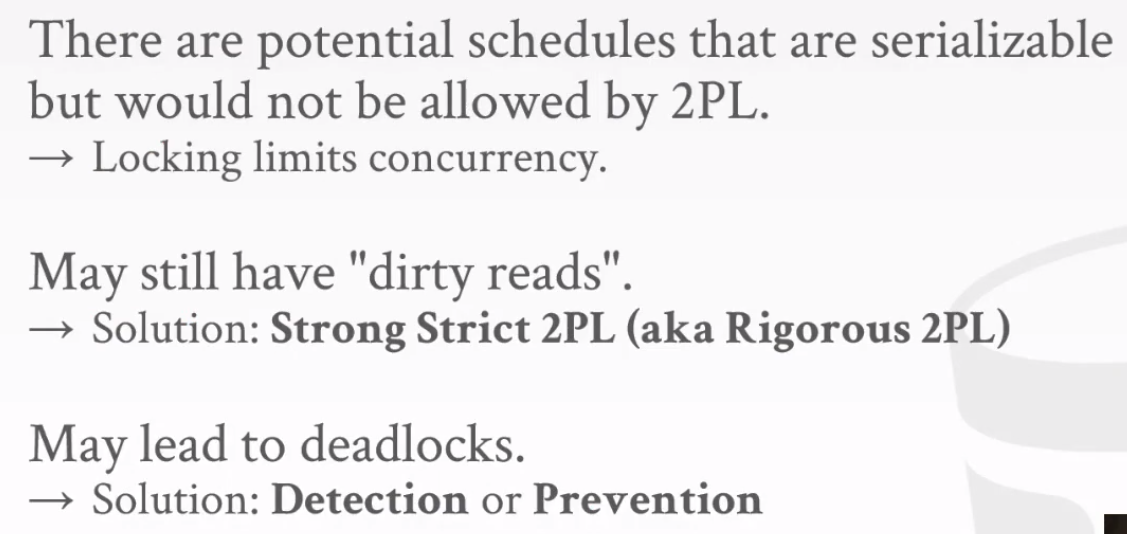 There are potential schedules that are serializable
but would not be allowed by 2PL.
→ Locking limits concurrency.
May still have "dirty reads".
→ Solution: Strong Strict 2PL (aka Rigorous 2PL)
May lead to deadlocks.
→ Solution: Detection or Prevention